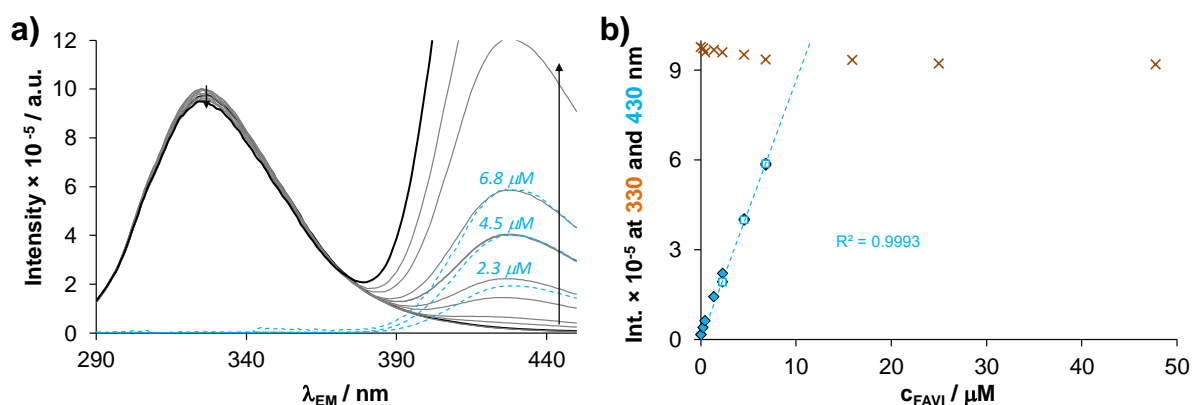 a)
Intensity × 10 -5 / a.u.
12
10
8
6
4
2
0
6.8 µM
4.5 µM
2.3 µM
290
340
390
440
λEM / nm
b)
Int. × 10-5 at 330 and 430 nm
9
6
3
0
R² = 0.9993
0
10
20
30
40
50
cFAVI / µM